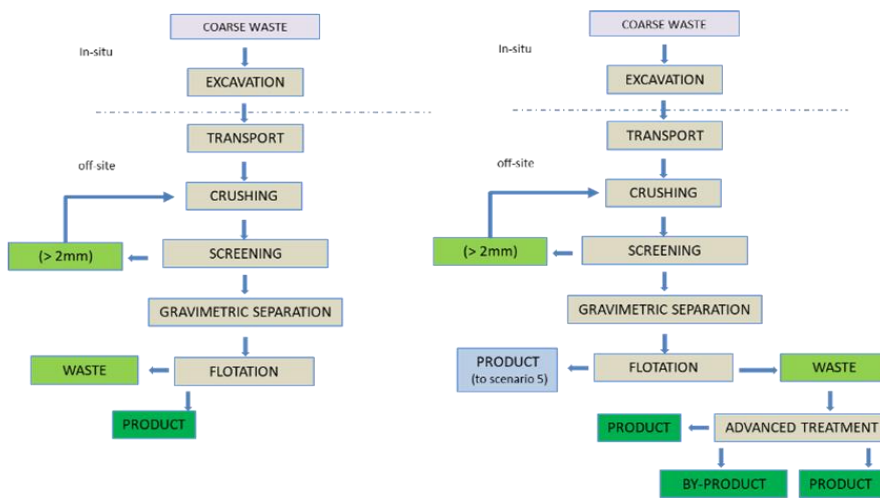 COARSE WASTE
In-situ
EXCAVATION
TRANSPORT
off-site
CRUSHING
(> 2mm)
SCREENING
GRAVIMETRIC SEPARATION
WASTE
FLOTATION
PRODUCT
COARSE WASTE
In-situ
EXCAVATION
TRANSPORT
off-site
CRUSHING
(> 2mm)
SCREENING
GRAVIMETRIC SEPARATION
PRODUCT
(to scenario 5)
FLOTATION
WASTE
PRODUCT
ADVANCED TREATMENT
BY-PRODUCT
PRODUCT